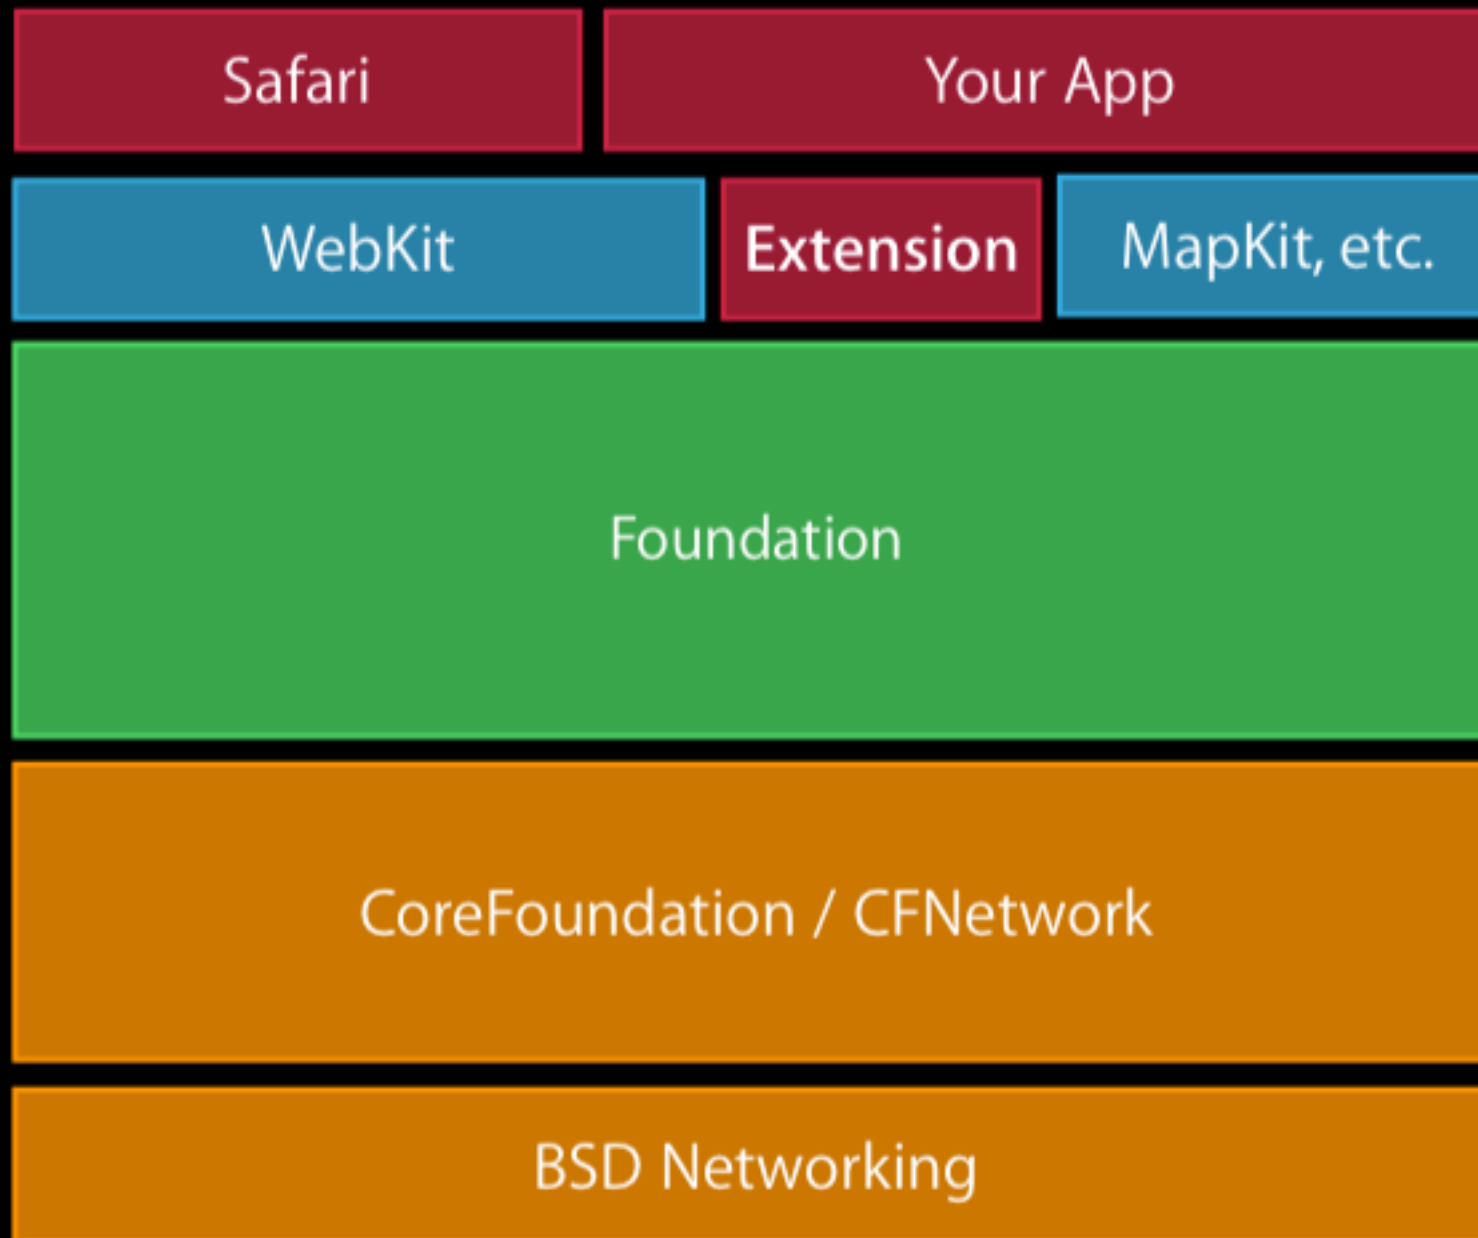 Safari
Your App
WebKit
Extension
MapKit, etc.
Foundation
CoreFoundation / CFNetwork
BSD Networking